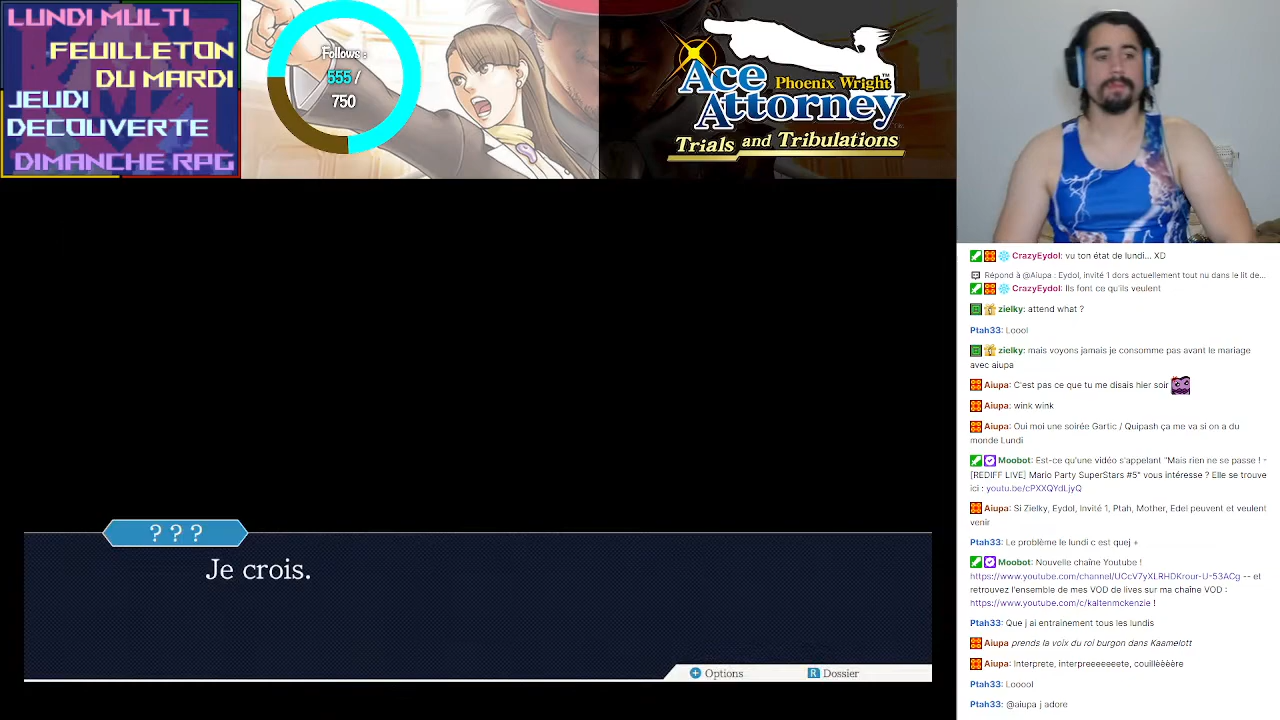 LUNDI MULTI
FEUILLETON
DU MARDI
JEUDI
DECOUVERTE
DIMANCHE RPG
Follows :
555 /
750
Phoenix Wright
Ace
Attorney
Trials and Tribulations
CrazyEydol: vu ton état de lundi... XD
Répond à @Aiupa : Eydol, invité 1 dors actuellement tout nu dans le lit de...
CrazyEydol: Ils font ce qu'ils veulent
zielky: attend what ?
Ptah33: Loool
zielky: mais voyons jamais je consomme pas avant le mariage
avec aiupa
Aiupa: C'est pas ce que tu me disais hier soir
Aiupa: wink wink
Aiupa: Oui moi une soirée Gartic / Quipash ça me va si on a du
monde Lundi
Moobot: Est-ce qu'une vidéo s'appelant "Mais rien ne se passe ! -
[REDIFF LIVE] Mario Party SuperStars #5" vous intéresse ? Elle se trouve
ici : youtu.be/cPXXQYdLjyQ
Aiupa: Si Zielky, Eydol, Invité 1, Ptah, Mother, Edel peuvent et veulent
venir
Ptah33: Le problème le lundi c est quej +
Moobot: Nouvelle chaîne Youtube !
https://www.youtube.com/channel/UCcV7yXLRHDKrour-U-53ACg -- et
retrouvez l'ensemble de mes VOD de lives sur ma chaîne VOD :
https://www.youtube.com/c/kaltenmckenzie !
Ptah33: Que j ai entrainement tous les lundis
Aiupa prends la voix du roi burgon dans Kaamelott
Aiupa: Interprete, interpreeeeeeete, couillèèèère
Ptah33: Looool
Ptah33: @aiupa j adore
? ? ?
Je crois.
+ Options
R Dossier